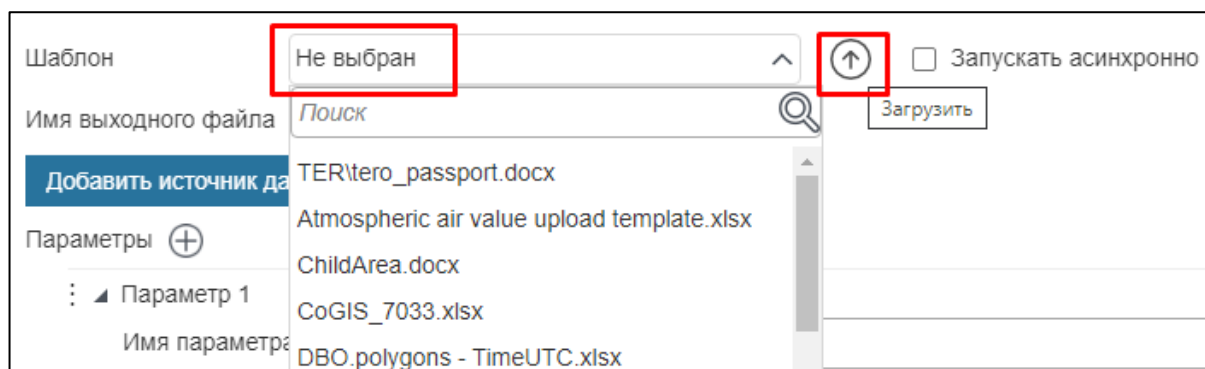 Шаблон Не выбран Запускать асинхронно
Имя выходного файла Поиск Загрузить
TER\tero_passport.docx
Добавить источник да
Atmospheric air value upload template.xlsx
Параметры
ChildArea.docx
Параметр 1
CoGIS_7033.xlsx
Имя параметра
DBO.polygons - TimeUTC.xlsx